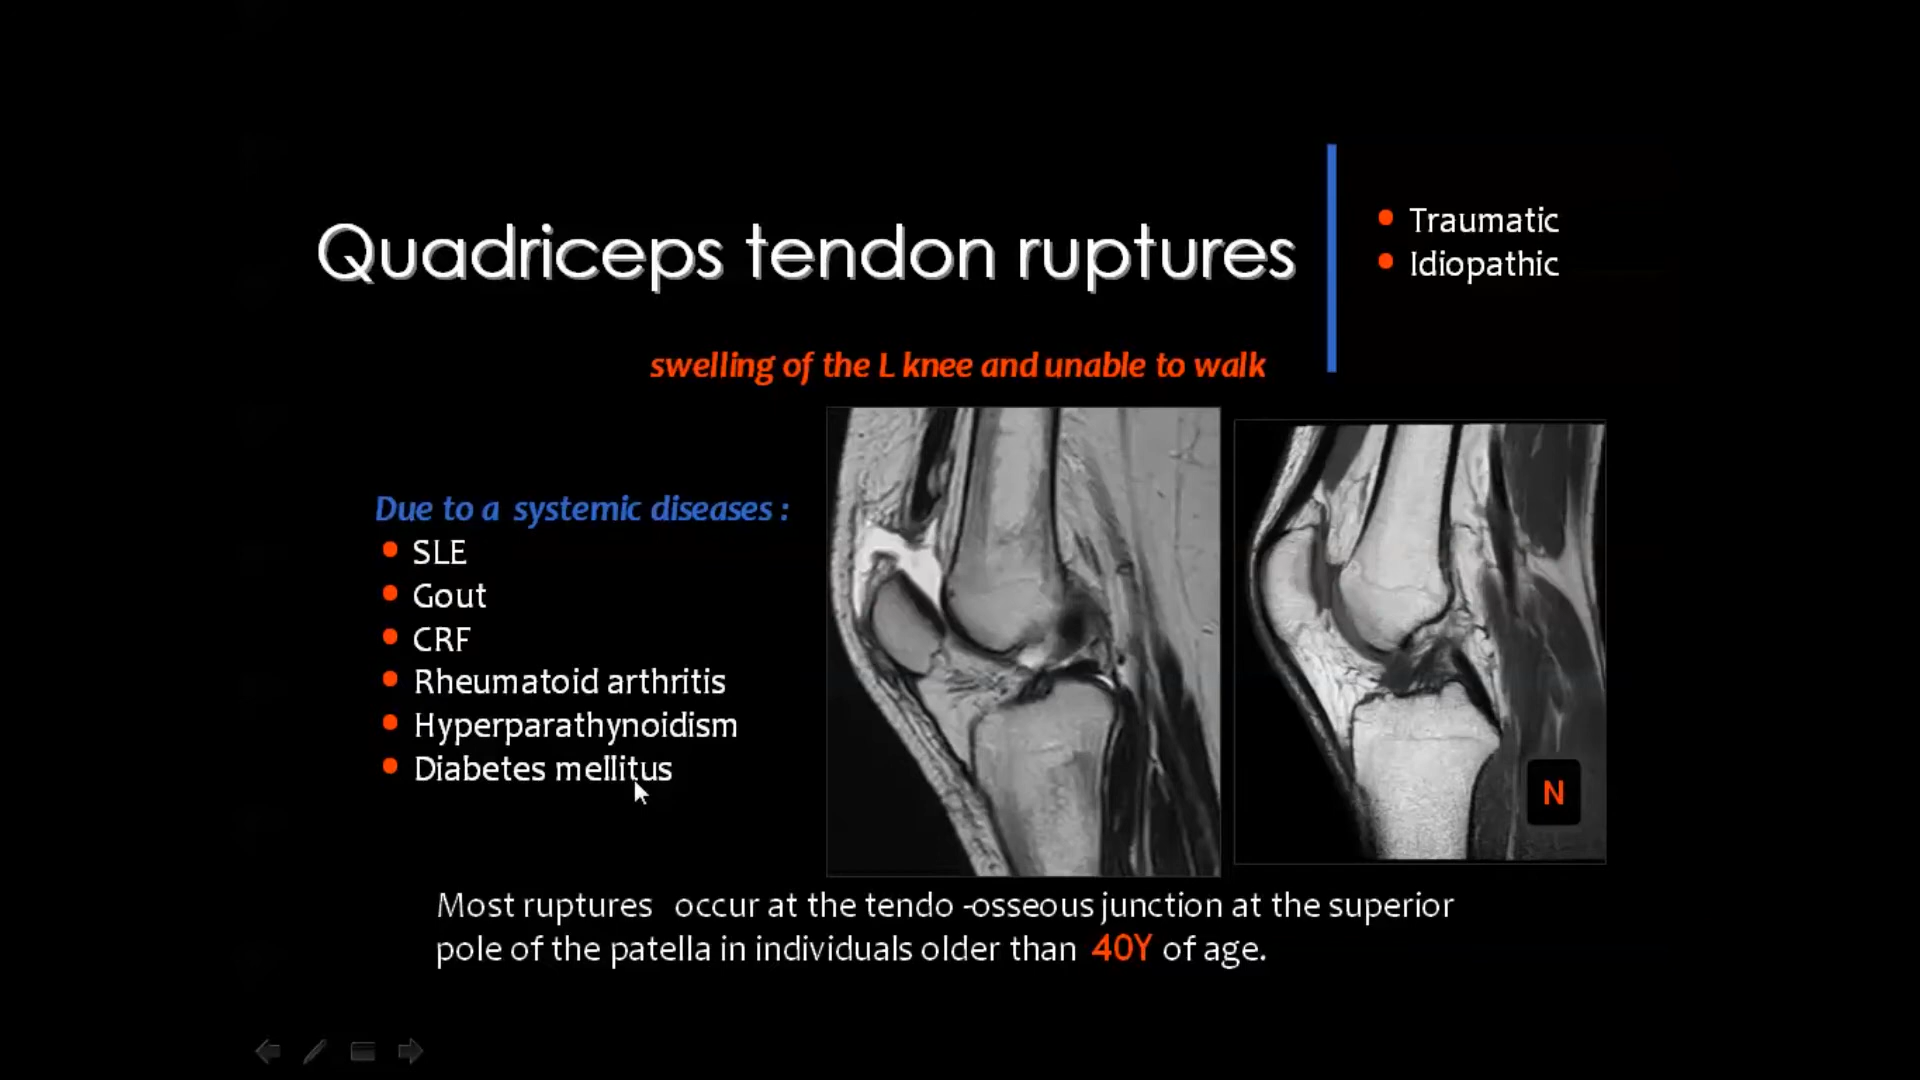 Quadriceps tendon ruptures
Traumatic
Idiopathic
swelling of the L knee and unable to walk
Due to a systemic diseases :
SLE
Gout
CRF
Rheumatoid arthritis
Hyperparathynoidism
Diabetes mellitus
N
Most ruptures occur at the tendo -osseous junction at the superior
pole of the patella in individuals older than 40Y of age.